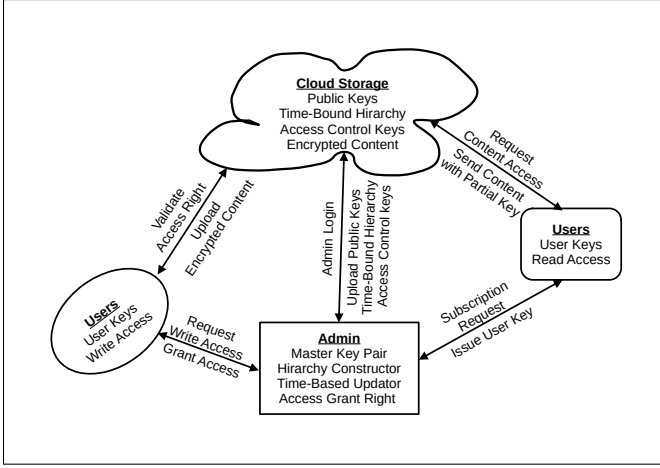 Cloud Storage
Public Keys
Time-Bound Hirarchy
Access Control Keys
Encrypted Content
Request
Content Access
Send Content
with Partial Key
Validate
Access Right
Upload
Encrypted Content
Admin Login
Upload Public Keys
Time-Bound Hierarchy
Access Control keys
Users
User Keys
Read Access
Users
User Keys
Write Access
Request
Write Access
Grant Access
Subscription
Request
Issue User Key
Admin
Master Key Pair
Hirarchy Constructor
Time-Based Updator
Access Grant Right